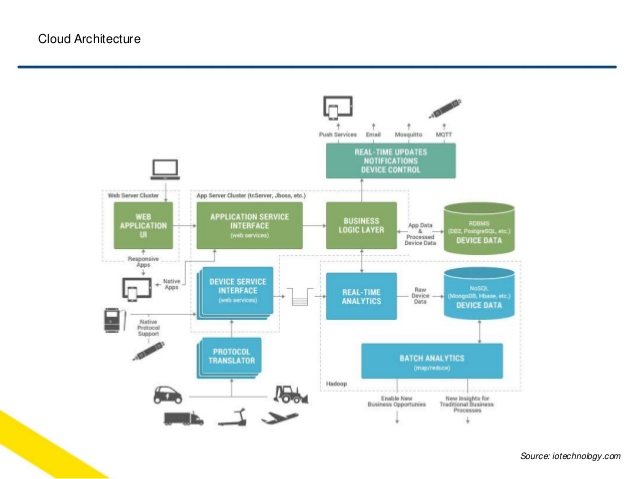 Cloud Architecture
Push Services Email Mosquitto MQTT
REAL-TIME UPDATES
NOTIFICATIONS
DEVICE CONTROL
Web Server Cluster
App Server Cluster (tcServer, Jboss, etc.)
WEB
APPLICATION
UI
APPLICATION SERVICE
INTERFACE
(web services)
BUSINESS
LOGIC LAYER
App Data
&
Processed
Device Data
RDBMS
(DB2, PostgreSQL, etc.)
DEVICE DATA
Responsive
Apps
Native
Apps
DEVICE SERVICE
INTERFACE
(web services)
REAL-TIME
ANALYTICS
Raw
Device
Data
NoSQL
(MongoDB, HBase, etc.)
DEVICE DATA
Native
Protocol
Support
PROTOCOL
TRANSLATOR
BATCH ANALYTICS
(map/reduce)
Hadoop
Enable New
Business Opportunies
New Insights for
Traditional Business
Processes
Source: iotechnology.com